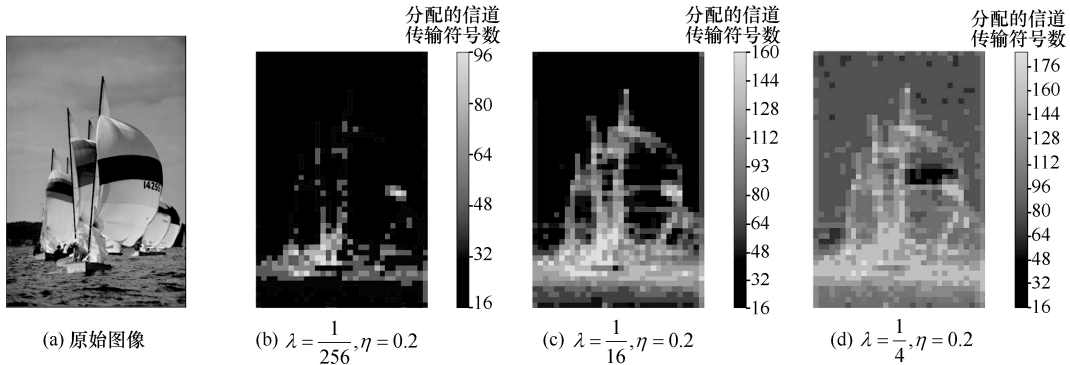 分配的信道
传输符号数
96
80
64
48
32
16
分配的信道
传输符号数
160
144
128
112
93
80
64
48
32
16
分配的信道
传输符号数
176
160
144
128
112
96
80
64
48
32
16
14255
(a) 原始图像
(b) λ = 1/256, η = 0.2
(c) λ = 1/16, η = 0.2
(d) λ = 1/4, η = 0.2